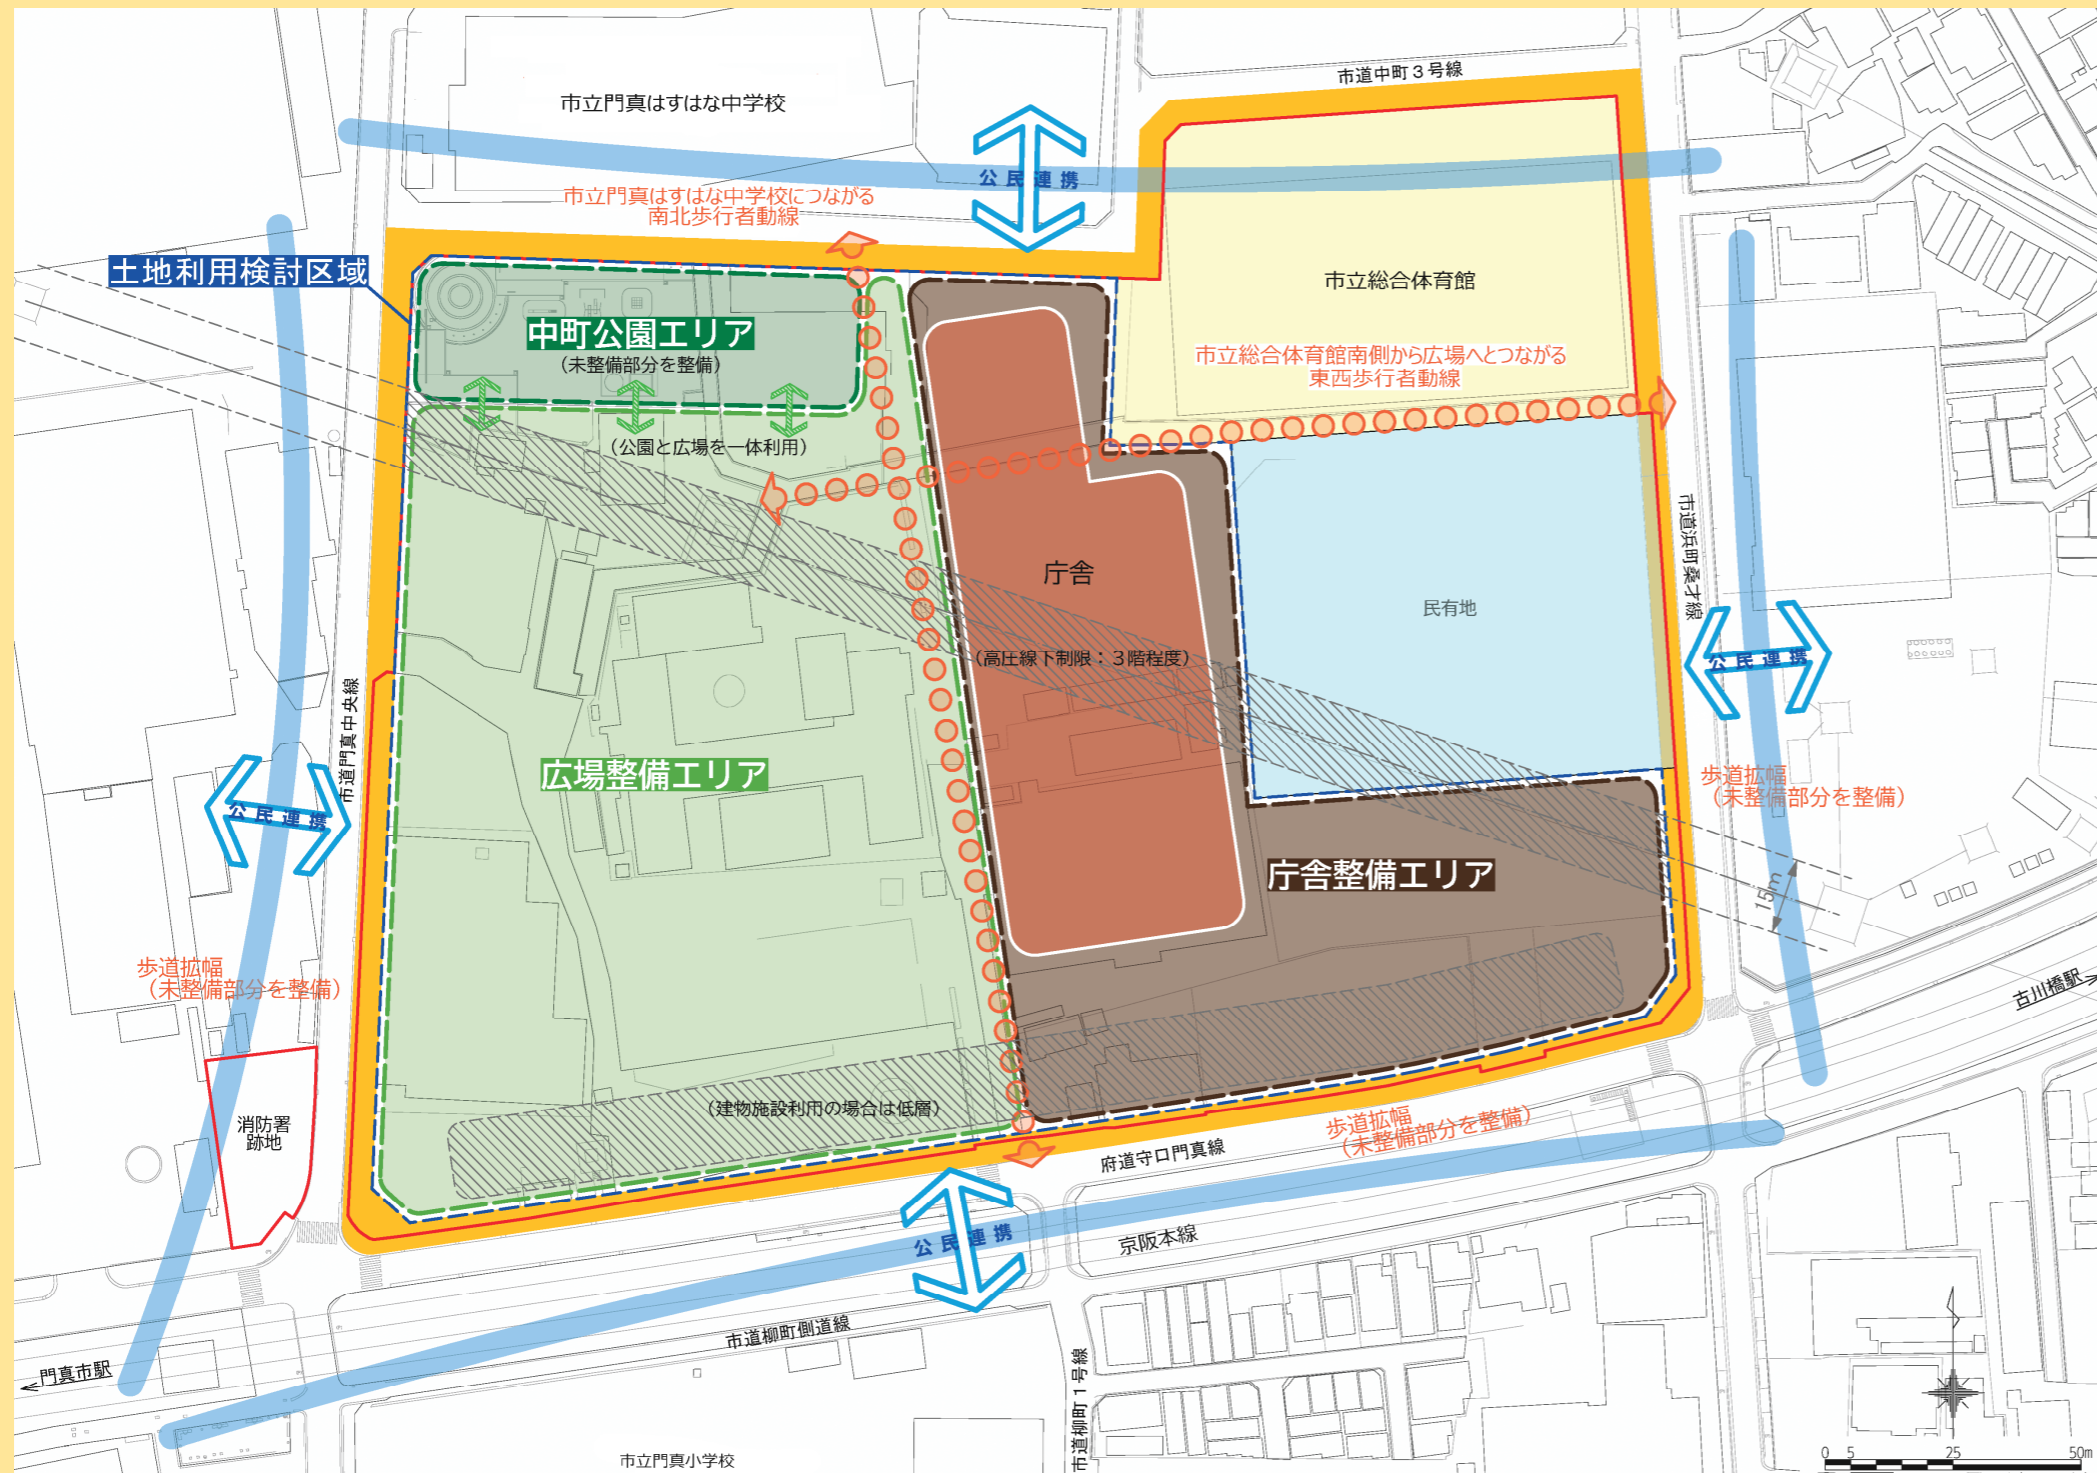 市道中町３号線
市立門真はすはな中学校
公民連携
市立門真はすはな中学校につながる
南北歩行者動線
土地利用検討区域
市立総合体育館
中町公園エリア
（未整備部分を整備）
市立総合体育館南側から広場へとつながる
東西歩行者動線
（公園と広場を一体利用）
市道浜町桑才線
庁舎
民有地
（高圧線下制限：３階程度）
公民連携
市道門真中央線
広場整備エリア
歩道拡幅
（未整備部分を整備）
公民連携
庁舎整備エリア
15m
歩道拡幅
（未整備部分を整備）
古川橋駅
（建物施設利用の場合は低層）
消防署
跡地
歩道拡幅
（未整備部分を整備）
府道守口門真線
公民連携
京阪本線
市道柳町側道線
門真市駅
市道柳町１号線
市立門真小学校
0 5 25 50m